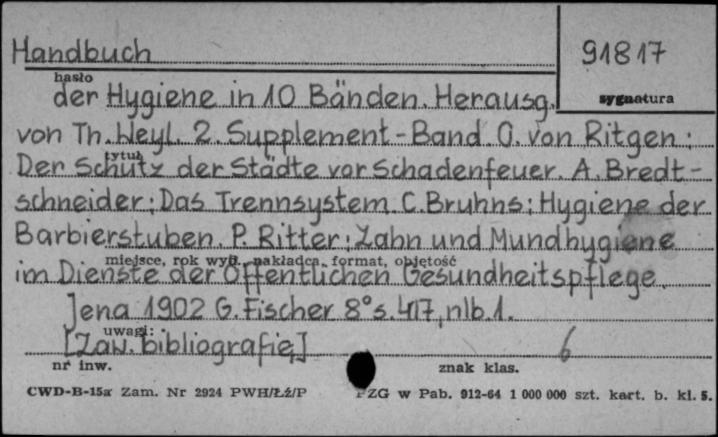 Handbuch 91817
hasło
der Hygiene in 10 Bänden. Herausg.
sygnatura
von Th. Weyl. 2. Supplement-Band. O. von Ritgen:
tytuł
Der Schutz der Städte vor Schadenfeuer. A. Bredt-
schneider: Das Trennsystem. C. Bruhns: Hygiene der
Barbierstuben. P. Ritter: Zahn und Mundhygiene
miejsce, rok wyd. nakładca, format, objętość
im Dienste der Öffentlichen Gesundheitspflege.
Jena 1902 G. Fischer 8° s. 417, nlb. 1.
uwagi:
[Zaw. bibliografię] 6
nr inw. znak klas.
CWD-B-15a Zam. Nr 2924 PWH/Łź/P PZG w Pab. 912-64 1 000 000 szt. kart. b. kl. 5.